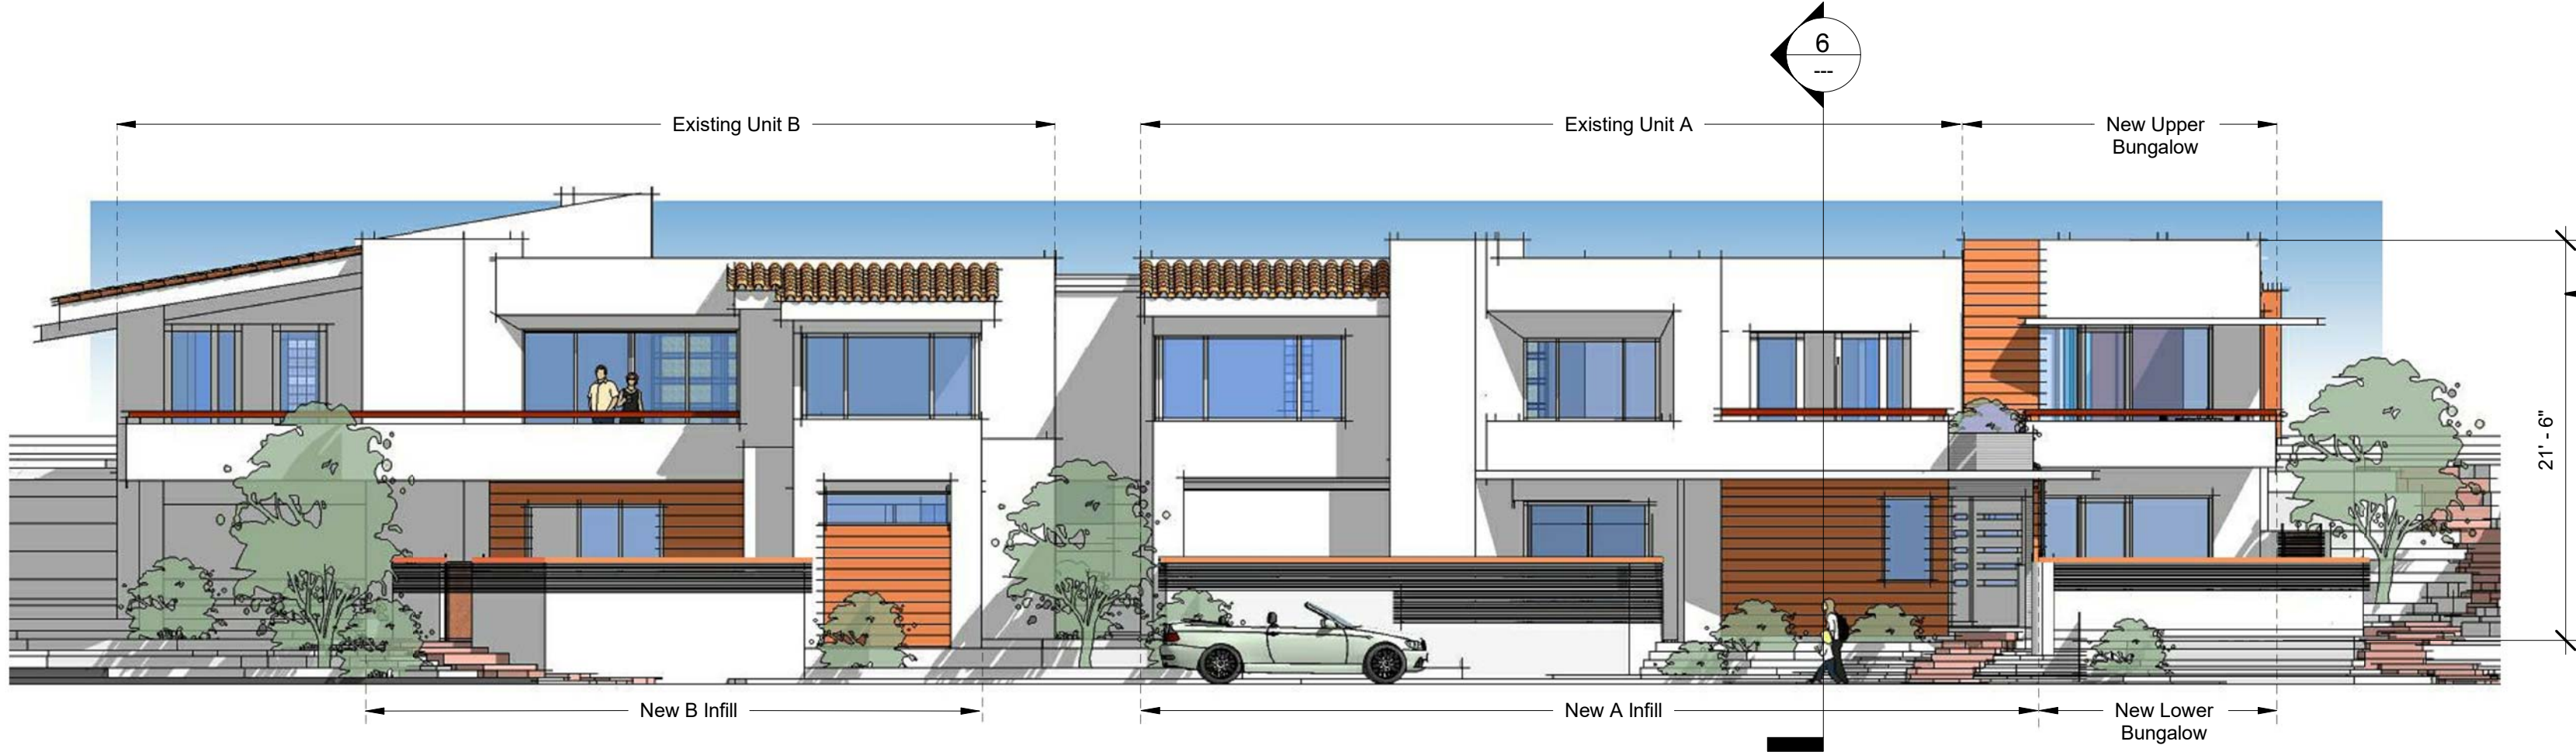 6
---
Existing Unit B
Existing Unit A
New Upper
Bungalow
21' - 6"
New B Infill
New A Infill
New Lower
Bungalow